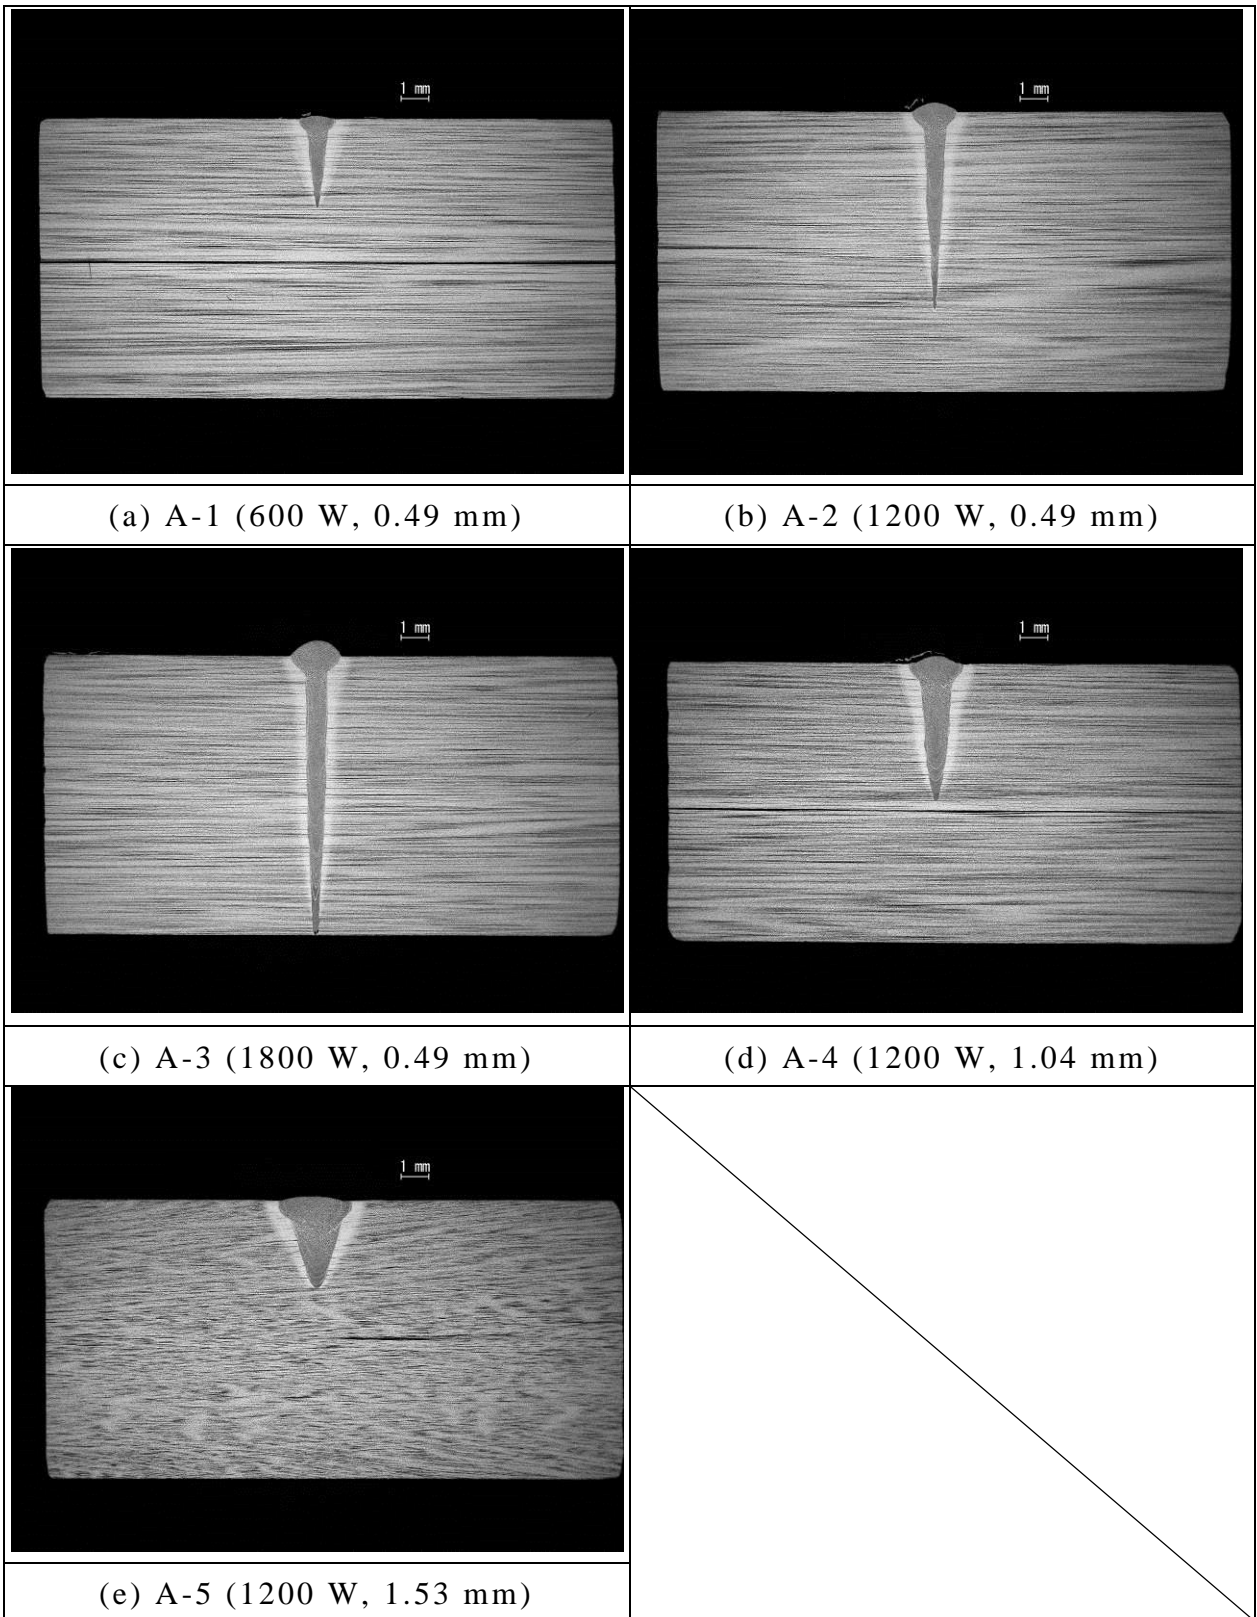 1 mm
1 mm
(a) A-1 (600 W, 0.49 mm)
(b) A-2 (1200 W, 0.49 mm)
1 mm
1 mm
(c) A-3 (1800 W, 0.49 mm)
(d) A-4 (1200 W, 1.04 mm)
1 mm
(e) A-5 (1200 W, 1.53 mm)